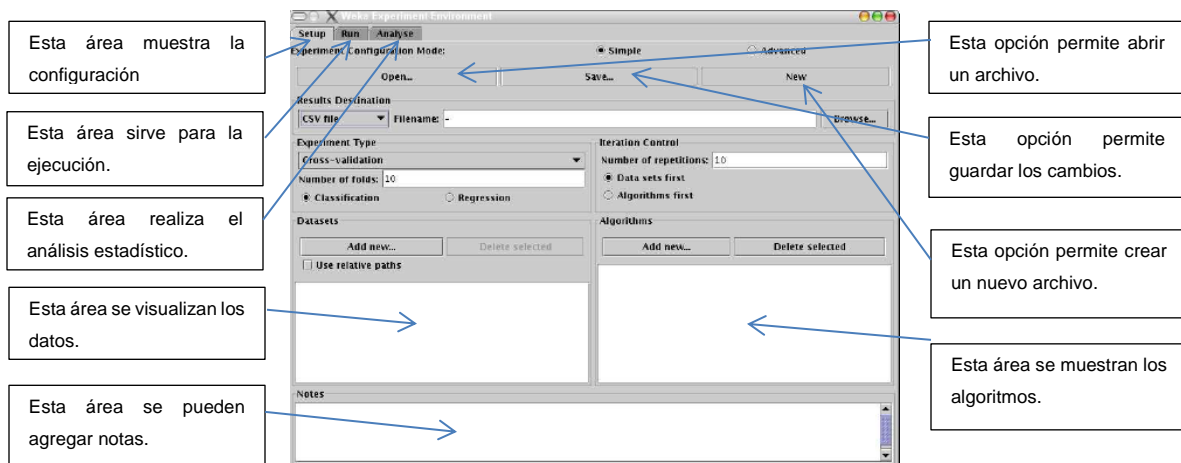 Weka Experiment Environment
Setup Run Analyse
Experiment Configuration Mode: Simple Advanced
Open... Save... New
Results Destination
CSV file Filename: - Browse...
Experiment Type
Cross-validation
Number of folds: 10
Classification Regression
Iteration Control
Number of repetitions: 10
Data sets first
Algorithms first
Datasets
Add new... Delete selected
Use relative paths
Algorithms
Add new... Delete selected
Notes
Esta área muestra la
configuración
Esta área sirve para la
ejecución.
Esta área realiza el
análisis estadístico.
Esta área se visualizan los
datos.
Esta área se pueden
agregar notas.
Esta opción permite abrir
un archivo.
Esta opción permite
guardar los cambios.
Esta opción permite crear
un nuevo archivo.
Esta área se muestran los
algoritmos.